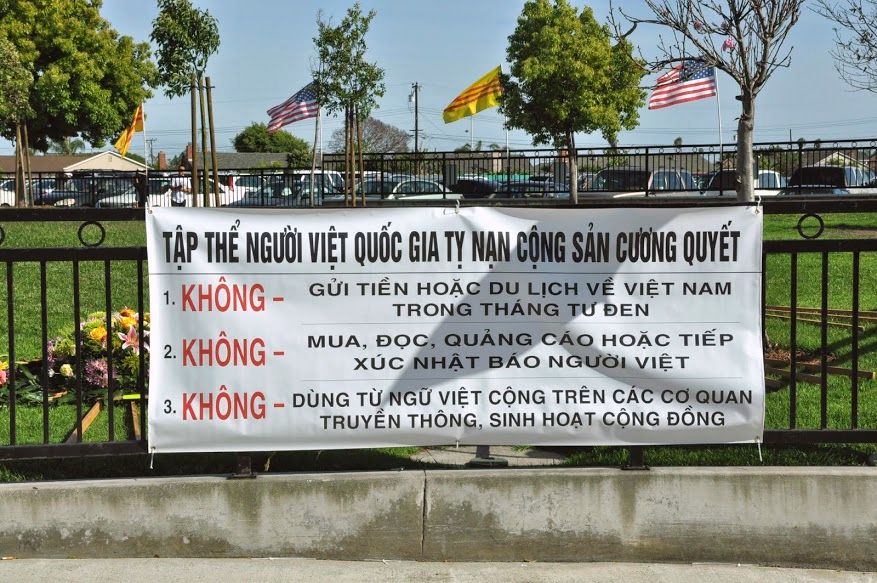 TẬP THỂ NGƯỜI VIỆT QUỐC GIA TỴ NẠN CỘNG SẢN CƯƠNG QUYẾT
1. KHÔNG – GỬI TIỀN HOẶC DU LỊCH VỀ VIỆT NAM
TRONG THÁNG TƯ ĐEN
2. KHÔNG – MUA, ĐỌC, QUẢNG CÁO HOẶC TIẾP
XÚC NHẬT BÁO NGƯỜI VIỆT
3. KHÔNG – DÙNG TỪ NGỮ VIỆT CỘNG TRÊN CÁC CƠ QUAN
TRUYỀN THÔNG, SINH HOẠT CỘNG ĐỒNG